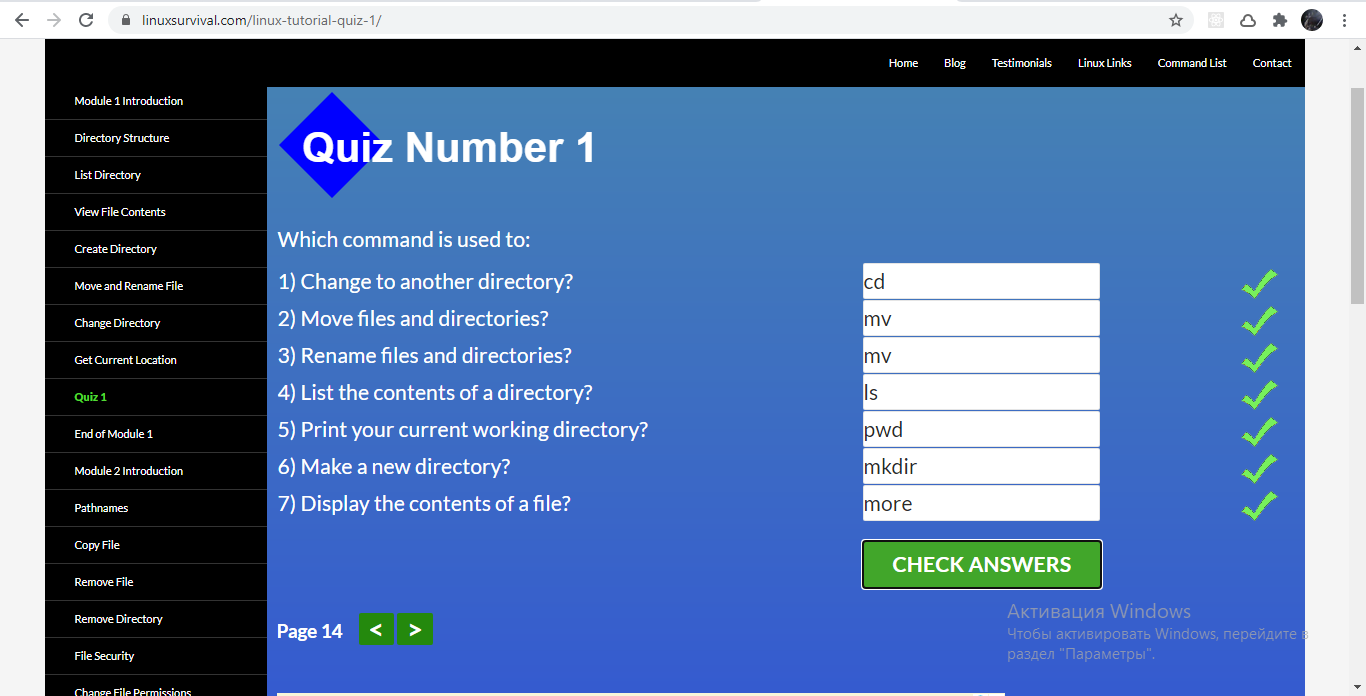 linuxsurvival.com/linux-tutorial-quiz-1/
Home Blog Testimonials Linux Links Command List Contact
Module 1 Introduction
Directory Structure
List Directory
View File Contents
Create Directory
Move and Rename File
Change Directory
Get Current Location
Quiz 1
End of Module 1
Module 2 Introduction
Pathnames
Copy File
Remove File
Remove Directory
File Security
Change File Permissions
Quiz Number 1
Which command is used to:
1) Change to another directory? cd
2) Move files and directories? mv
3) Rename files and directories? mv
4) List the contents of a directory? ls
5) Print your current working directory? pwd
6) Make a new directory? mkdir
7) Display the contents of a file? more
CHECK ANSWERS
Page 14 < >
Активация Windows
Чтобы активировать Windows, перейдите в
раздел "Параметры".